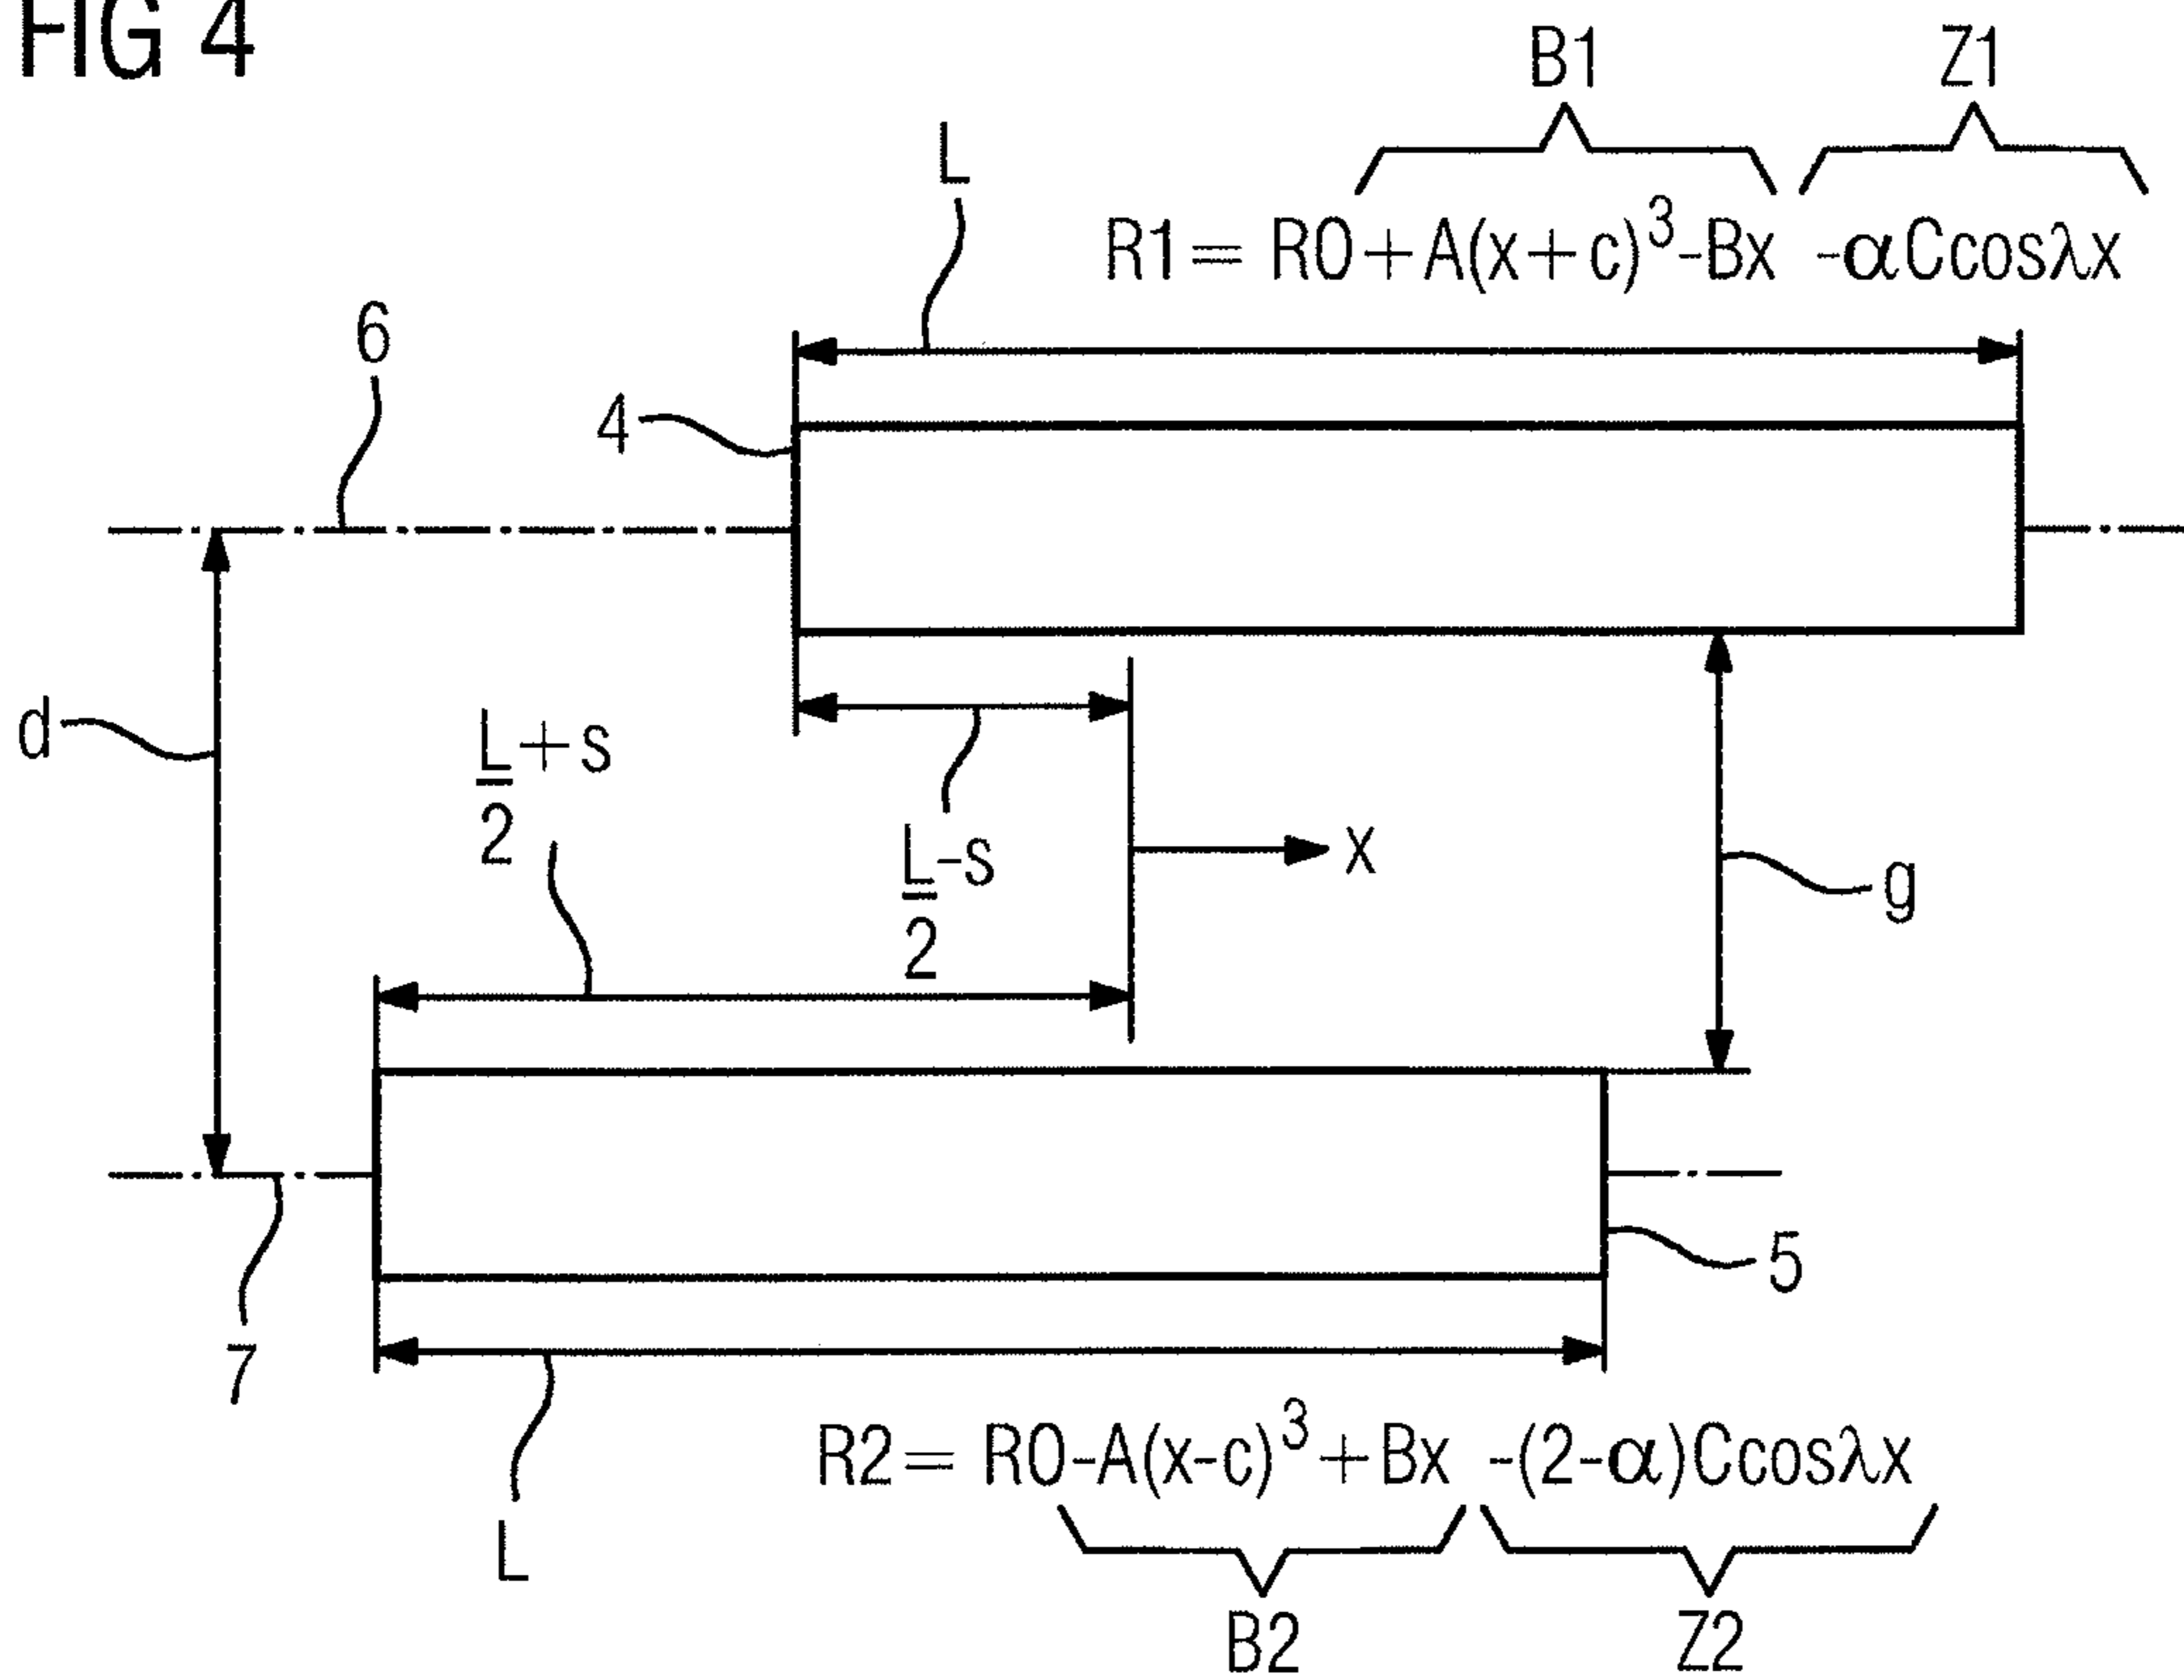 FIG 4
B1
Z1
L
R1= R0+A(x+c)³-Bx -αCcosλx
6
4
d
L/2+s
L/2-s
x
g
5
7
R2= R0-A(x-c)³+Bx -(2-α)Ccosλx
L
B2
Z2